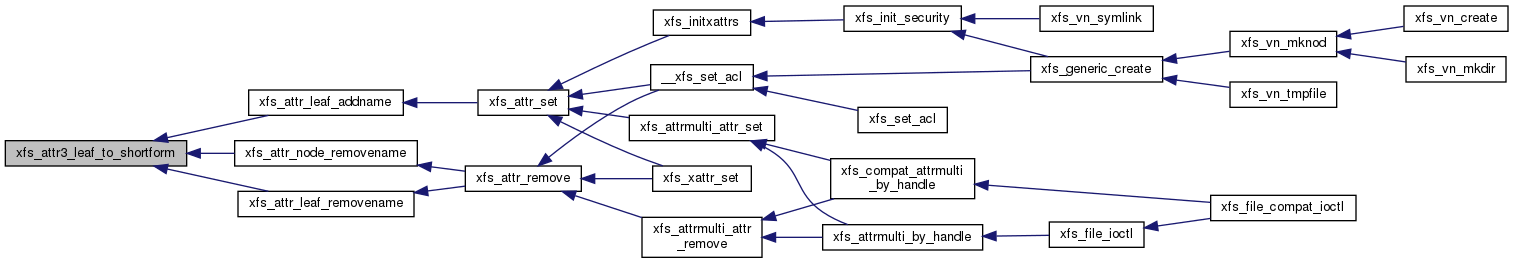 xfs_attr3_leaf_to_shortform
xfs_attr_leaf_addname
xfs_attr_node_removename
xfs_attr_leaf_removename
xfs_attr_set
xfs_attr_remove
xfs_initxattrs
__xfs_set_acl
xfs_attrmulti_attr_set
xfs_xattr_set
xfs_attrmulti_attr
_remove
xfs_init_security
xfs_set_acl
xfs_compat_attrmulti
_by_handle
xfs_attrmulti_by_handle
xfs_vn_symlink
xfs_generic_create
xfs_file_ioctl
xfs_vn_mknod
xfs_vn_tmpfile
xfs_file_compat_ioctl
xfs_vn_create
xfs_vn_mkdir